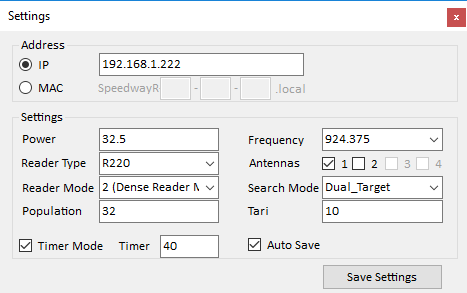 Settings
x
Address
IP 192.168.1.222
MAC SpeedwayR - - .local
Settings
Power 32.5 Frequency 924.375
Reader Type R220 Antennas 1 2 3 4
Reader Mode 2 (Dense Reader M Search Mode Dual_Target
Population 32 Tari 10
Timer Mode Timer 40 Auto Save
Save Settings